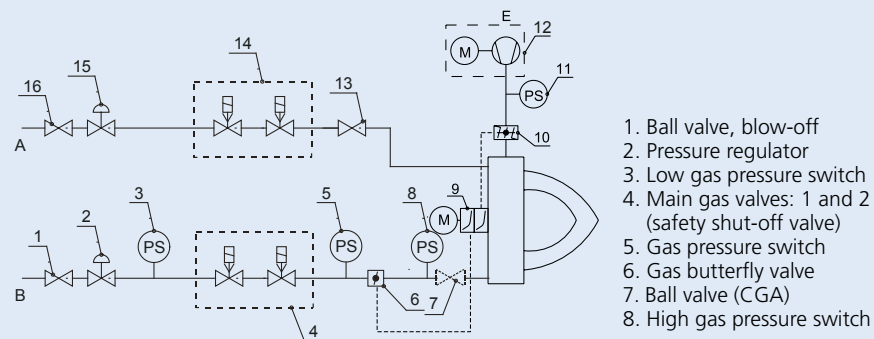 E
14
12
M
15
11
16
13
PS
A
10
3
5
8
9
2
M
1
PS
PS
PS
B
6
7
4
1. Ball valve, blow-off
2. Pressure regulator
3. Low gas pressure switch
4. Main gas valves: 1 and 2
(safety shut-off valve)
5. Gas pressure switch
6. Gas butterfly valve
7. Ball valve (CGA)
8. High gas pressure switch